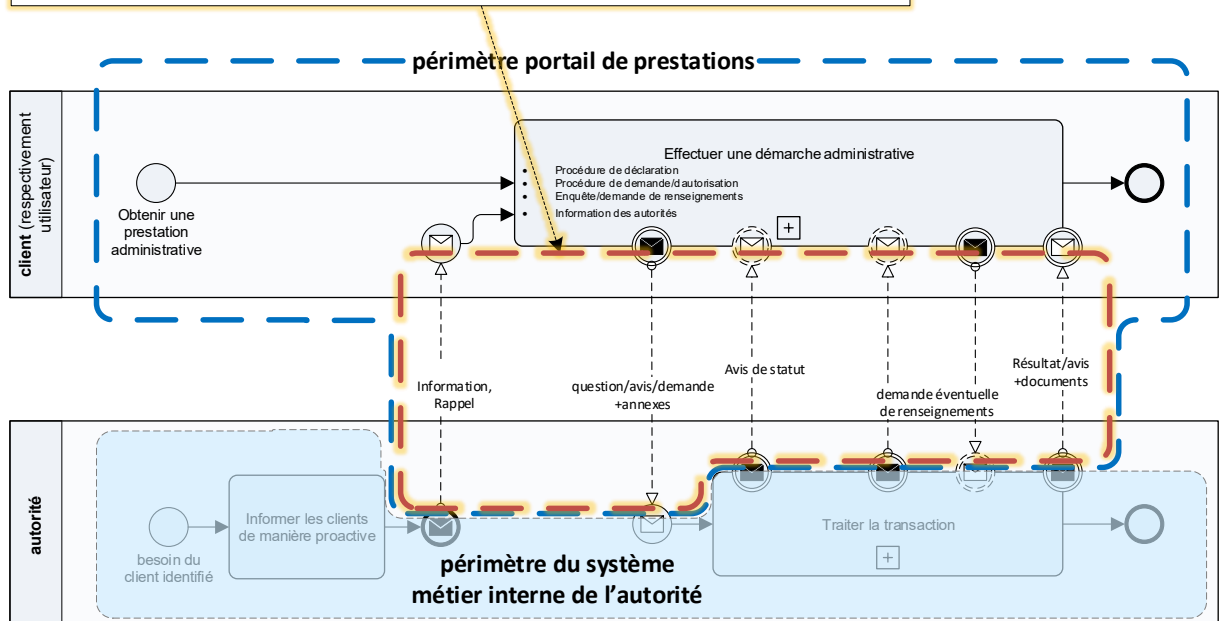 périmètre portail de prestations
client (respectivement
utilisateur)
Effectuer une démarche administrative
• Procédure de déclaration
• Procédure de demande/dautorisation
• Enquête/demande de renseignements
• Information des autorités
Obtenir une
prestation
administrative
Information,
Rappel
question/avis/demande
+annexes
Avis de statut
demande éventuelle
de renseignements
Résultat/avis
+documents
autorité
Informer les clients
de manière proactive
besoin du
client identifié
Traiter la transaction
périmètre du système
métier interne de l'autorité